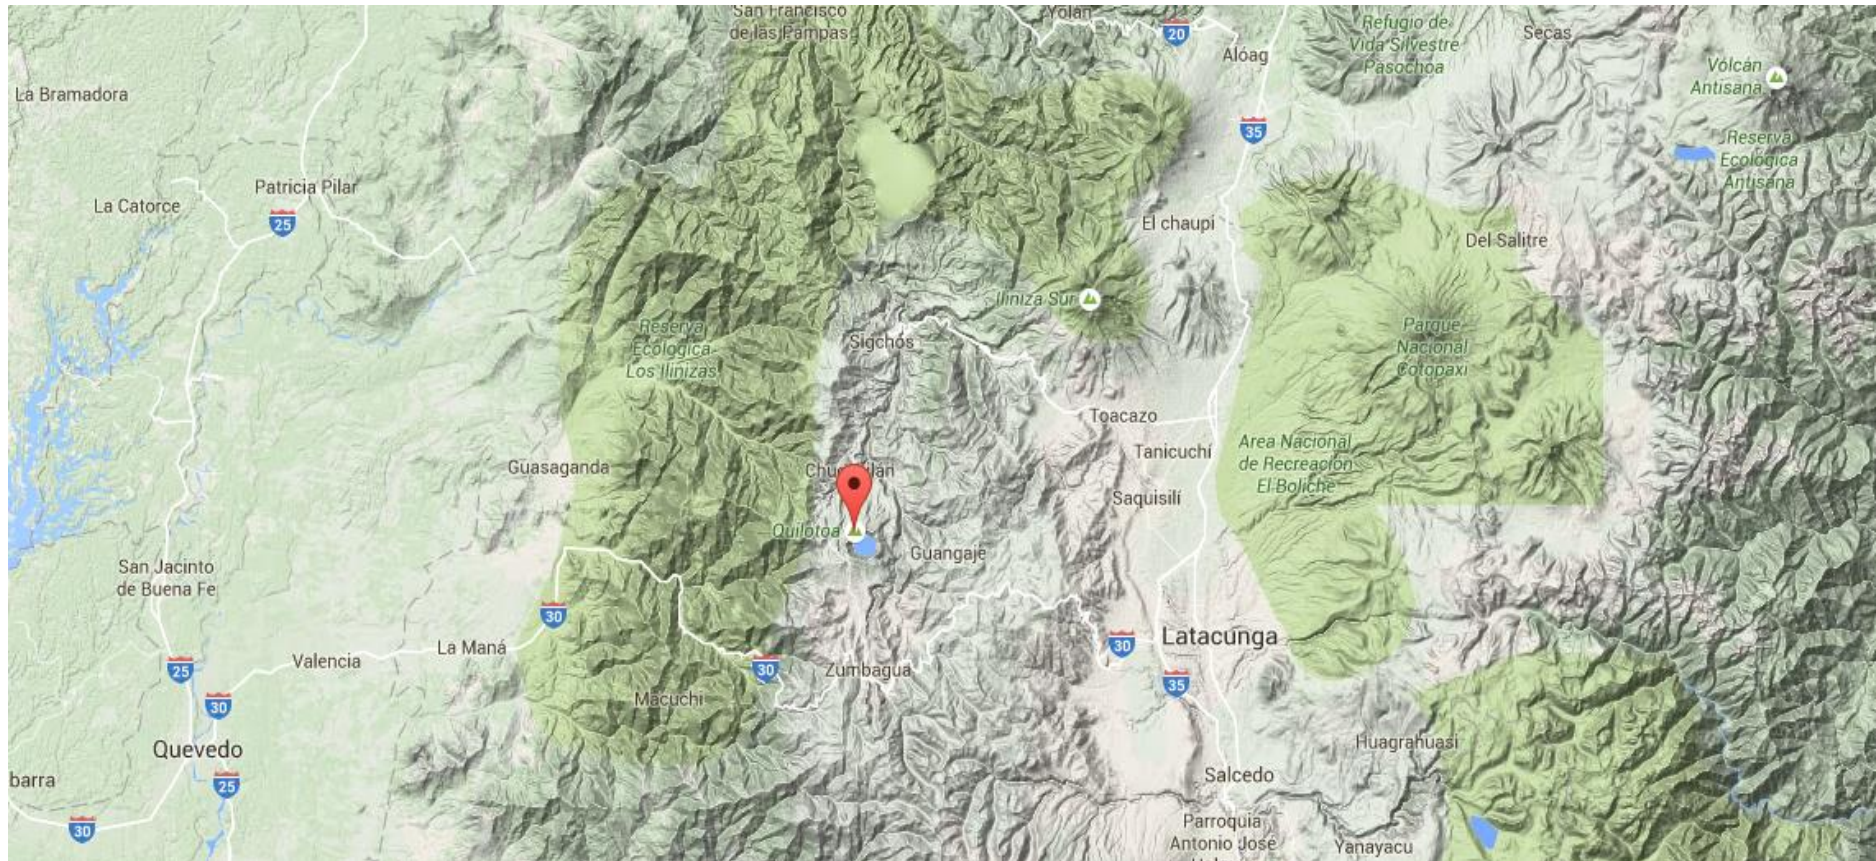 San Francisco
de las Pampas
Yolan
20
Alóag
Refugio de
Vida Silvestre
Pasochoa
Secas
Volcán
Antisana
La Bramadora
35
Reserva
Ecológica
Antisana
Patricia Pilar
La Catorce
25
El chaupi
Del Salitre
Iliniza Sur
Reserva
Ecológica
Los Ilinizas
Sigchos
Parque
Nacional
Cotopaxi
Toacazo
Tanicuchí
Area Nacional
de Recreación
El Boliche
Guasaganda
Saquisilí
Quilotoa
Guangaje
San Jacinto
de Buena Fe
30
La Maná
Valencia
25
30
Zumbagua
30
Latacunga
35
Macuchi
30
Quevedo
Huagrahuasi
barra
25
Salcedo
30
Parroquia
Antonio José
Yanayacu